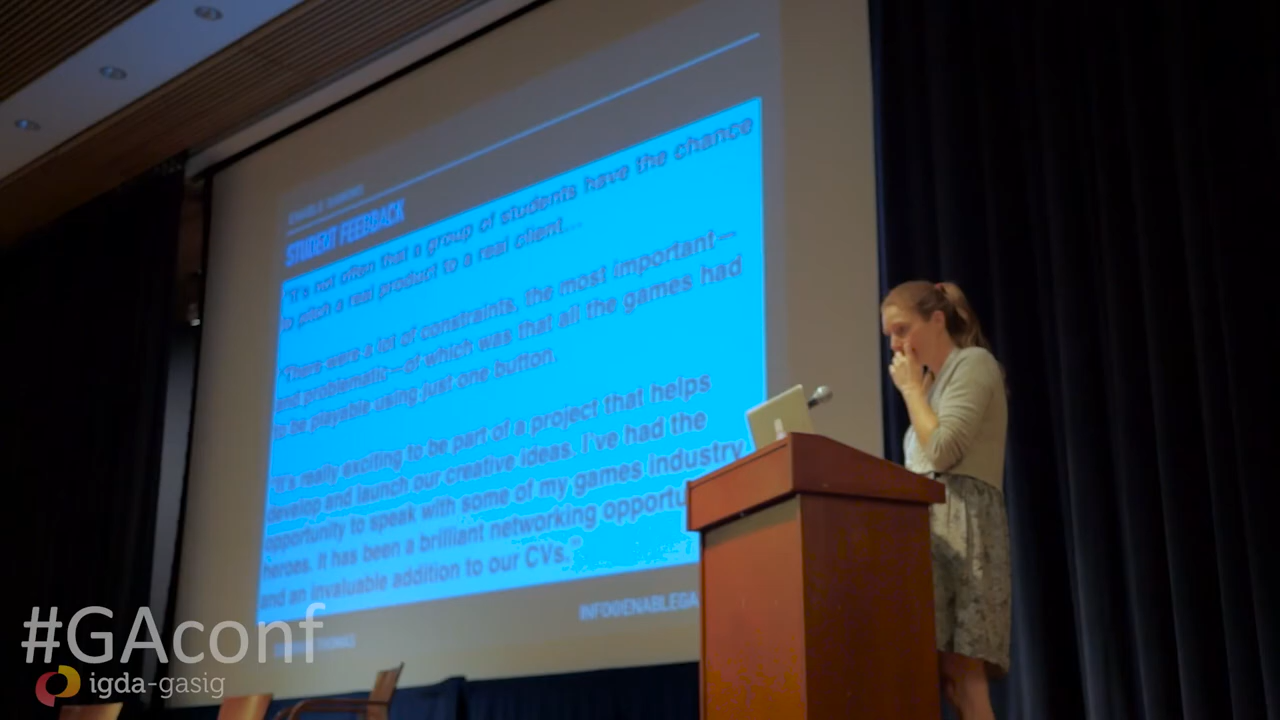 STUDENT FEEDBACK
"It's not often that a group of students have the chance
to pitch a real product to a real client...
"There were a lot of constraints, the most important—
and problematic—of which was that all the games had
to be playable using just one button.
"It's really exciting to be part of a project that helps
develop and launch our creative ideas. I've had the
opportunity to speak with some of my games industry
heroes. It has been a brilliant networking opportu
and an invaluable addition to our CVs."
INFO@ENABLEGA
#GAconf
igda-gasig